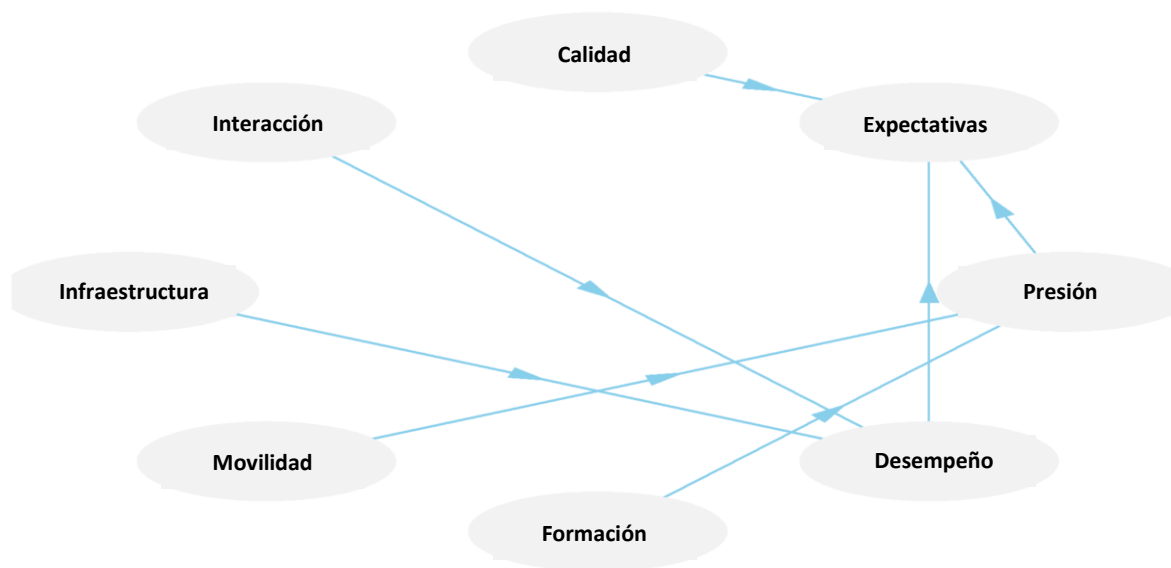 Calidad
Interacción
Expectativas
Infraestructura
Presión
Movilidad
Desempeño
Formación